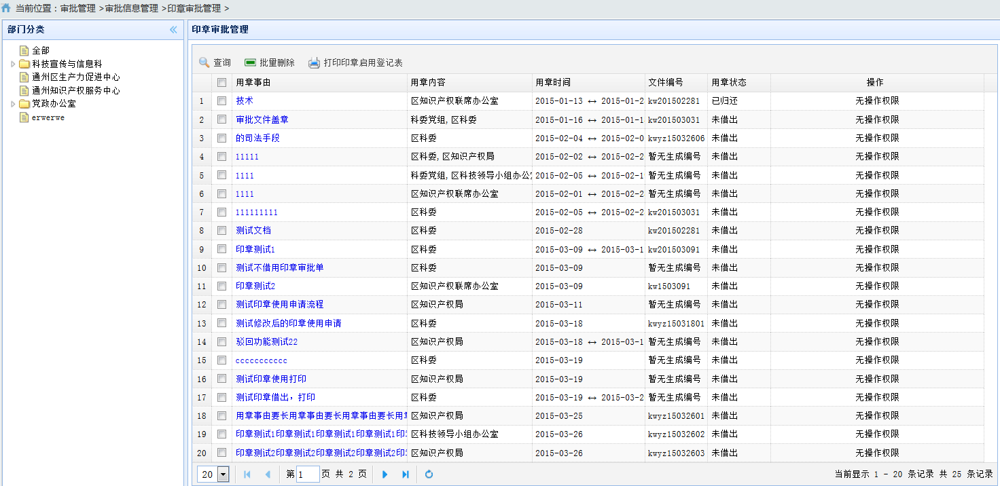 当前位置：审批管理 >审批信息管理 >印章审批管理 >
部门分类
全部
科技宣传与信息科
通州区生产力促进中心
通州知识产权服务中心
党政办公室
erwerwe
印章审批管理
查询 批量删除 打印印章启用登记表
用章事由 用章内容 用章时间 文件编号 用章状态 操作
1 技术 区知识产权联席办公室 2015-01-13 ↔ 2015-01-2 kw201502281 已归还 无操作权限
2 审批文件盖章 科委党组,区科委 2015-01-16 ↔ 2015-01-1 kw201503031 未借出 无操作权限
3 的司法手段 区科委 2015-02-04 ↔ 2015-02-0 kwyz15032606 未借出 无操作权限
4 11111 区科委,区知识产权局 2015-02-02 ↔ 2015-02-2 暂无生成编号 未借出 无操作权限
5 1111 科委党组,区科技领导小组办公 2015-02-05 ↔ 2015-02-1 暂无生成编号 未借出 无操作权限
6 1111 区知识产权联席办公室 2015-02-01 ↔ 2015-02-2 暂无生成编号 未借出 无操作权限
7 111111111 区科委 2015-02-05 ↔ 2015-02-2 kw201503031 未借出 无操作权限
8 测试文档 区科委 2015-02-28 kw201502281 未借出 无操作权限
9 印章测试1 区科委 2015-03-09 ↔ 2015-03-1 kw201503091 未借出 无操作权限
10 测试不借用印章审批单 区科委 2015-03-09 暂无生成编号 未借出 无操作权限
11 印章测试2 区知识产权联席办公室 2015-03-09 kw1503091 未借出 无操作权限
12 测试印章使用申请流程 区知识产权局 2015-03-11 暂无生成编号 未借出 无操作权限
13 测试修改后的印章使用申请 区科委 2015-03-18 kwyz15031801 未借出 无操作权限
14 驳回功能测试22 区知识产权局 2015-03-18 ↔ 2015-03-1 暂无生成编号 未借出 无操作权限
15 ccccccccccc 区科委 2015-03-19 暂无生成编号 未借出 无操作权限
16 测试印章使用打印 区知识产权局 2015-03-19 暂无生成编号 未借出 无操作权限
17 测试印章借出，打印 区科委 2015-03-19 ↔ 2015-03-2 暂无生成编号 未借出 无操作权限
18 用章事由要长用章事由要长用章事由要长用 区知识产权局 2015-03-25 kwyz15032601 未借出 无操作权限
19 印章测试1印章测试1印章测试1印章测试1印 区科技领导小组办公室 2015-03-26 kwyz15032602 未借出 无操作权限
20 印章测试2印章测试2印章测试2印章测试2印 区知识产权局 2015-03-26 kwyz15032603 未借出 无操作权限
20 第 1 页 共 2 页 当前显示 1 - 20 条记录 共 25 条记录